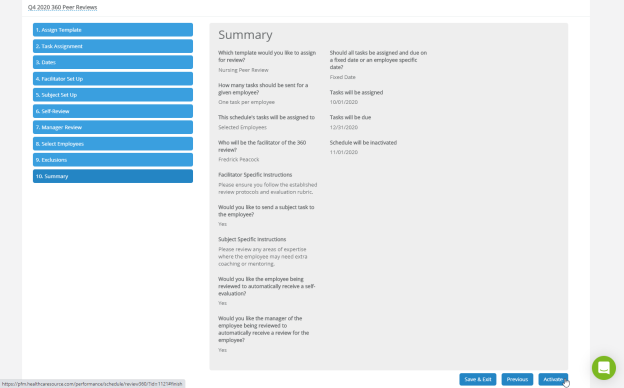 Q4 2020 360 Peer Reviews
1. Assign Template
2. Task Assignment
3. Dates
4. Facilitator Set Up
5. Subject Set Up
6. Self-Review
7. Manager Review
8. Select Employees
9. Exclusions
10. Summary
Summary
Which template would you like to assign
for review?
Nursing Peer Review
How many tasks should be sent for a
given employee?
One task per employee
This schedule's tasks will be assigned to
Selected Employees
Who will be the facilitator of the 360
review?
Fredrick Peacock
Facilitator Specific Instructions
Please ensure you follow the established
review protocols and evaluation rubric.
Would you like to send a subject task to
the employee?
Yes
Subject Specific Instructions
Please review any areas of expertise
where the employee may need extra
coaching or mentoring.
Would you like the employee being
reviewed to automatically receive a self-
evaluation?
Yes
Would you like the manager of the
employee being reviewed to
automatically receive a review for the
employee?
Yes
Should all tasks be assigned and due on
a fixed date or an employee specific
date?
Fixed Date
Tasks will be assigned
10/01/2020
Tasks will be due
12/31/2020
Schedule will be inactivated
11/01/2020
Save & Exit
Previous
Activate
https://pfm.healthcaresource.com/performance/schedule/review360/?id=1121#finish